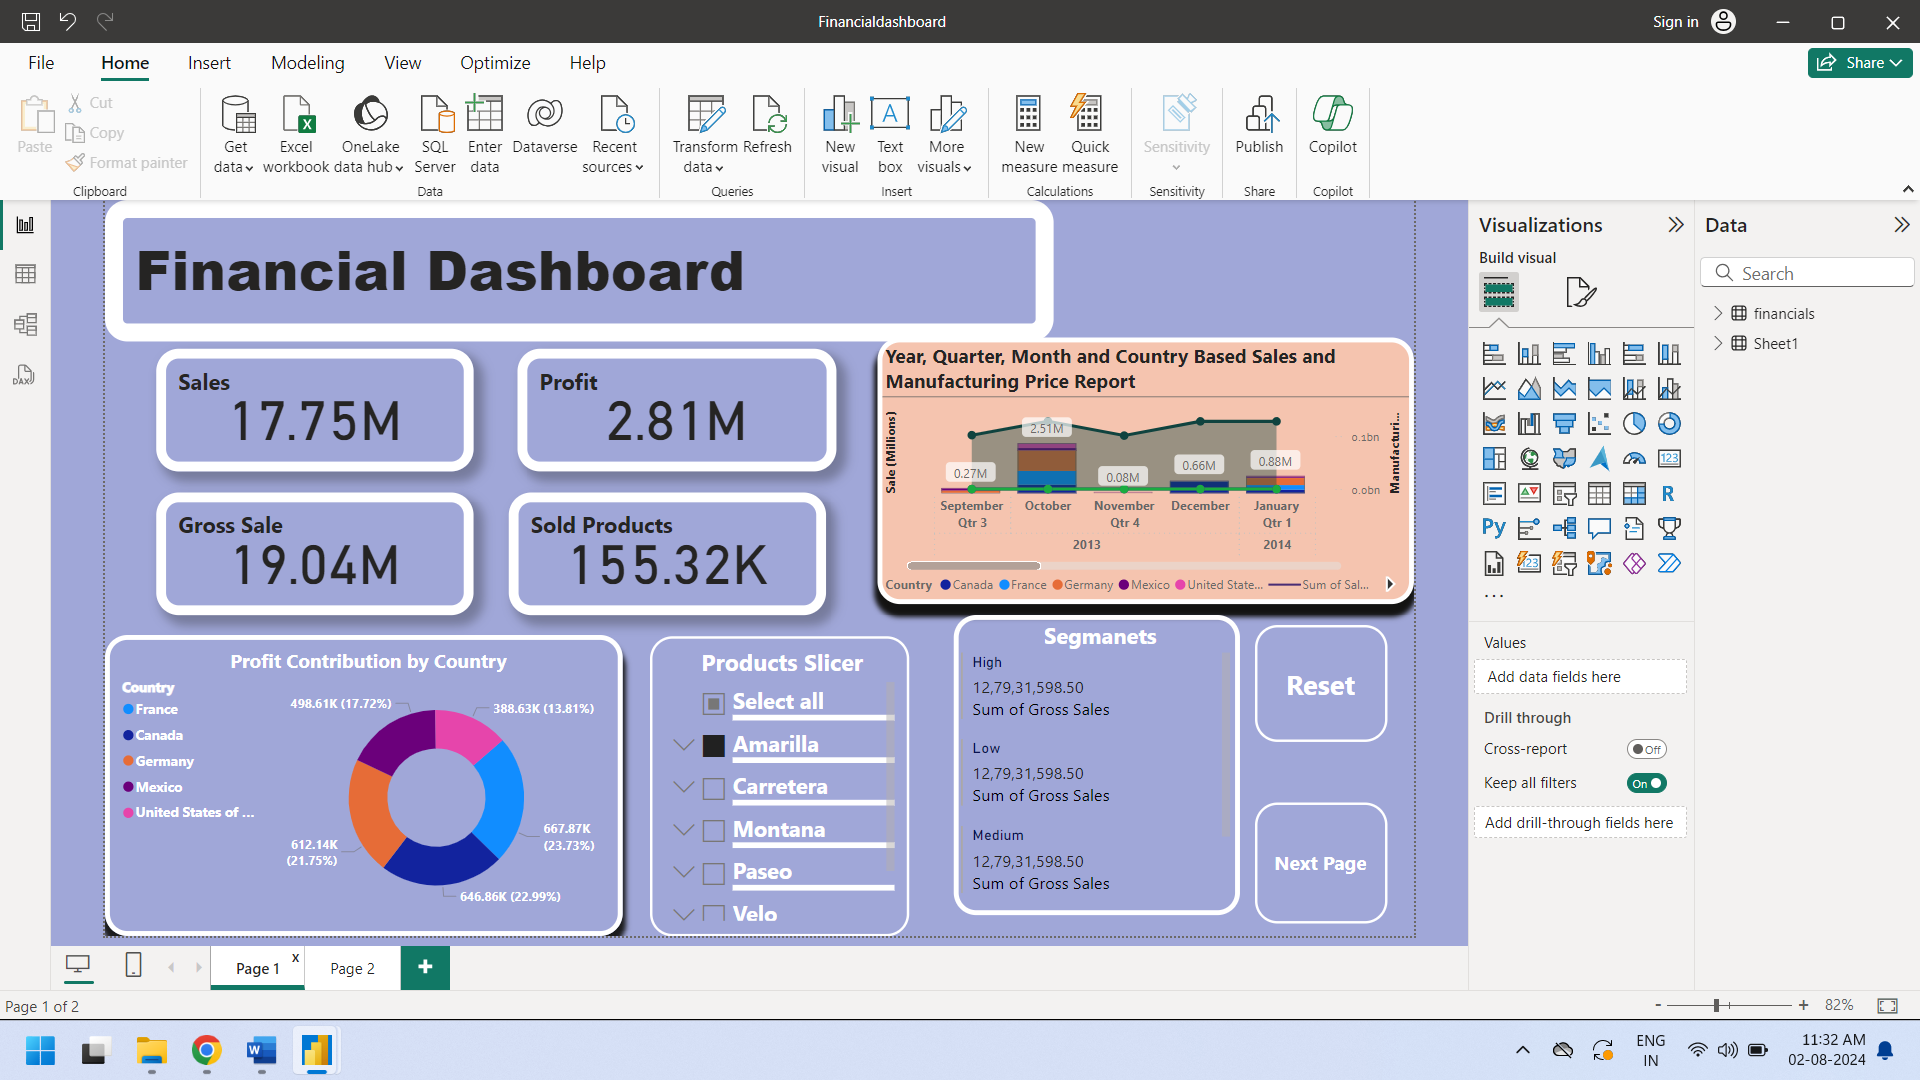 Financialdashboard
Sign in
File
Home
Insert
Modeling
View
Optimize
Help
Share
Paste
Cut
Copy
Format painter
Clipboard
Get data
Excel workbook
OneLake data hub
SQL Server
Enter data
Dataverse
Recent sources
Data
Transform data
Refresh
Queries
New visual
Text box
More visuals
Insert
New measure
Quick measure
Calculations
Sensitivity
Sensitivity
Publish
Share
Copilot
Copilot
Financial Dashboard
Sales
17.75M
Profit
2.81M
Gross Sale
19.04M
Sold Products
155.32K
Year, Quarter, Month and Country Based Sales and
Manufacturing Price Report
Sale (Millions)
Manufacturi...
0.1bn
0.0bn
0.27M
2.51M
0.08M
0.66M
0.88M
September
October
November
December
January
Qtr 3
Qtr 4
Qtr 1
2013
2014
Country
Canada
France
Germany
Mexico
United State...
Sum of Sal...
Profit Contribution by Country
Country
France
Canada
Germany
Mexico
United States of ...
498.61K (17.72%)
388.63K (13.81%)
667.87K
(23.73%)
612.14K
(21.75%)
646.86K (22.99%)
Products Slicer
Select all
Amarilla
Carretera
Montana
Paseo
Velo
Segmanets
High
12,79,31,598.50
Sum of Gross Sales
Low
12,79,31,598.50
Sum of Gross Sales
Medium
12,79,31,598.50
Sum of Gross Sales
Reset
Next Page
Visualizations
Build visual
123
R
Py
123
...
Values
Add data fields here
Drill through
Cross-report
Off
Keep all filters
On
Add drill-through fields here
Data
Search
financials
Sheet1
DAX
Page 1
x
Page 2
+
Page 1 of 2
-
+
82%
ENG
IN
11:32 AM
02-08-2024